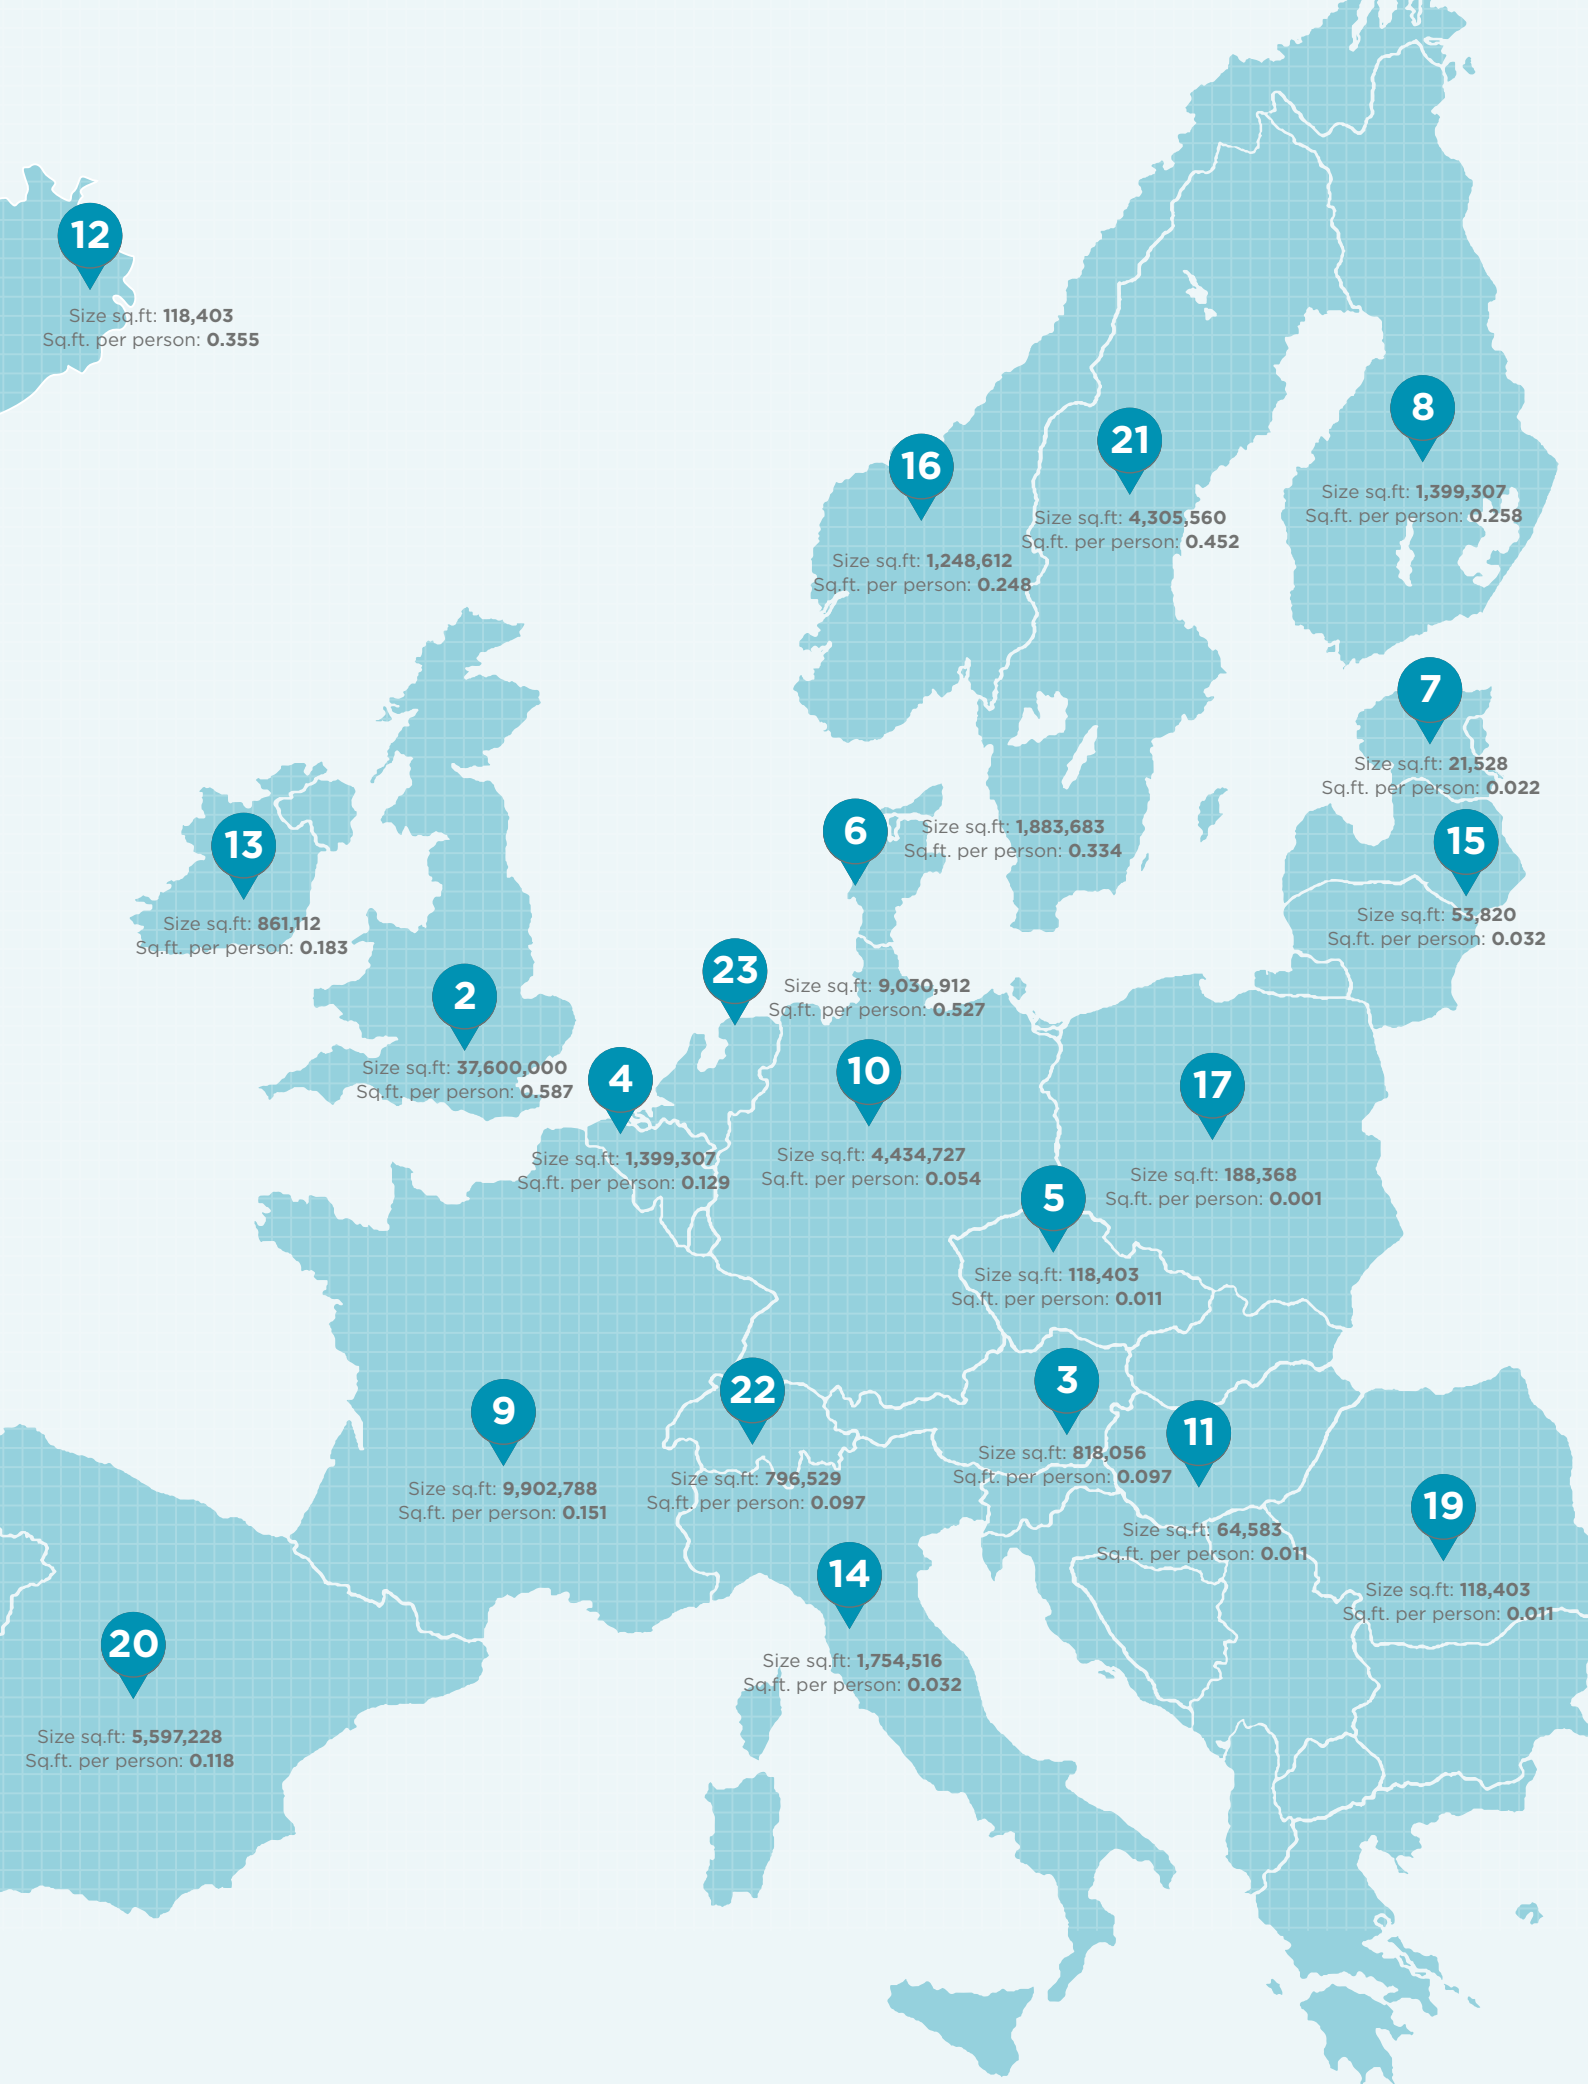 12
Size sq.ft: 118,403
Sq.ft. per person: 0.355
8
Size sq.ft: 1,399,307
Sq.ft. per person: 0.258
21
Size sq.ft: 4,305,560
Sq.ft. per person: 0.452
16
Size sq.ft: 1,248,612
Sq.ft. per person: 0.248
7
Size sq.ft: 21,528
Sq.ft. per person: 0.022
13
Size sq.ft: 861,112
Sq.ft. per person: 0.183
6
Size sq.ft: 1,883,683
Sq.ft. per person: 0.334
15
Size sq.ft: 53,820
Sq.ft. per person: 0.032
2
Size sq.ft: 37,600,000
Sq.ft. per person: 0.587
23
Size sq.ft: 9,030,912
Sq.ft. per person: 0.527
4
Size sq.ft: 1,399,307
Sq.ft. per person: 0.129
10
Size sq.ft: 4,434,727
Sq.ft. per person: 0.054
17
Size sq.ft: 188,368
Sq.ft. per person: 0.001
5
Size sq.ft: 118,403
Sq.ft. per person: 0.011
9
Size sq.ft: 9,902,788
Sq.ft. per person: 0.151
22
Size sq.ft: 796,529
Sq.ft. per person: 0.097
3
Size sq.ft: 818,056
Sq.ft. per person: 0.097
11
Size sq.ft: 64,583
Sq.ft. per person: 0.011
19
Size sq.ft: 118,403
Sq.ft. per person: 0.011
14
Size sq.ft: 1,754,516
Sq.ft. per person: 0.032
20
Size sq.ft: 5,597,228
Sq.ft. per person: 0.118